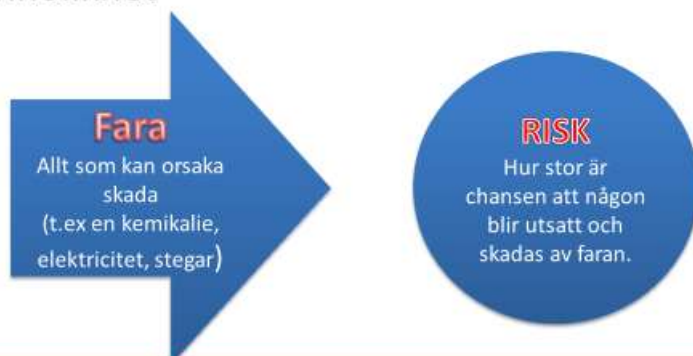 Fara
Allt som kan orsaka
skada
(t.ex en kemikalie,
elektricitet, stegar)
RISK
Hur stor är
chansen att någon
blir utsatt och
skadas av faran.